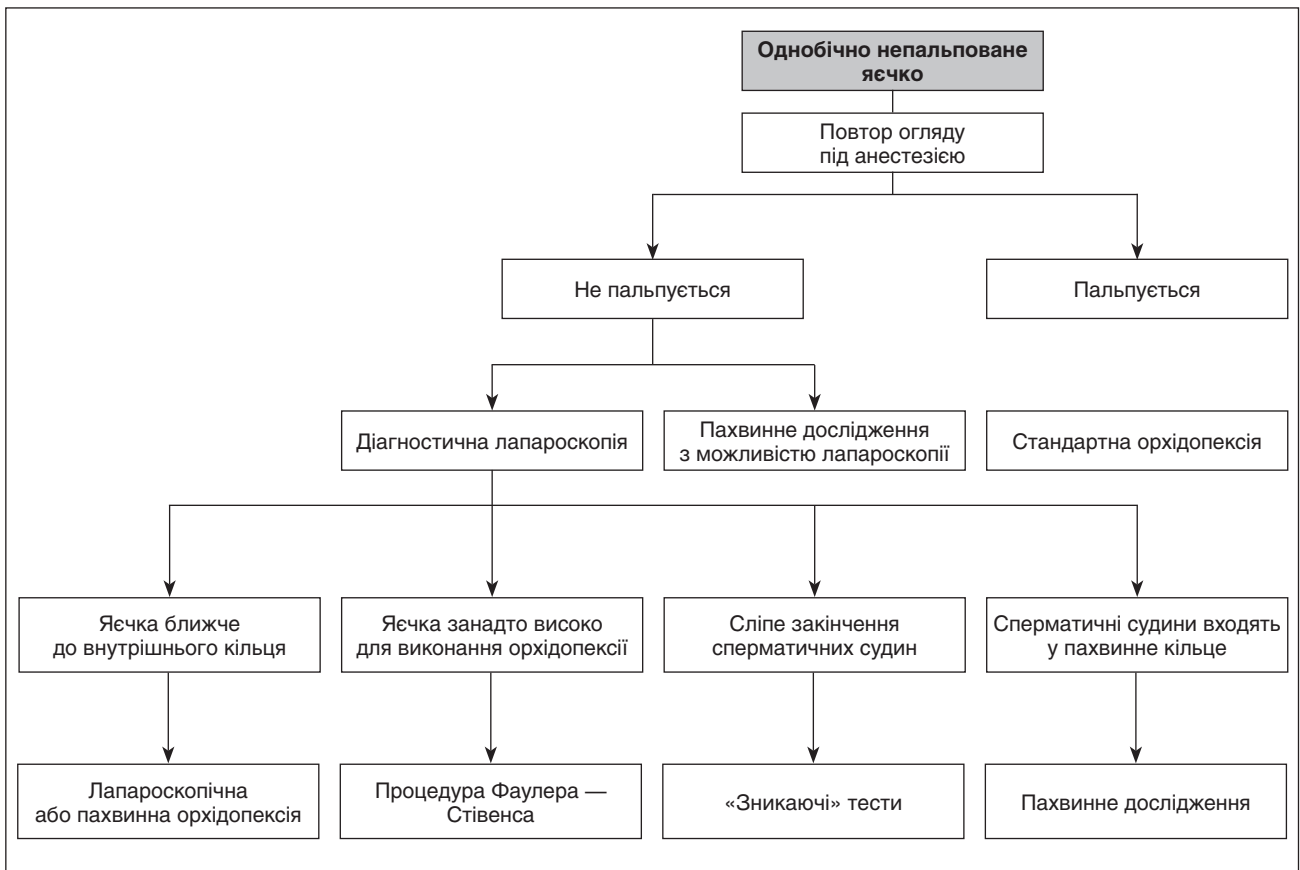 Однобічно непальповане
яєчко
Повтор огляду
під анестезією
Не пальпується
Пальпується
Діагностична лапароскопія
Пахвинне дослідження
з можливістю лапароскопії
Стандартна орхідопексія
Яєчка ближче
до внутрішнього кільця
Яєчка занадто високо
для виконання орхідопексії
Сліпе закінчення
сперматичних судин
Сперматичні судини входять
у пахвинне кільце
Лапароскопічна
або пахвинна орхідопексія
Процедура Фаулера —
Стівенса
«Зникаючі» тести
Пахвинне дослідження